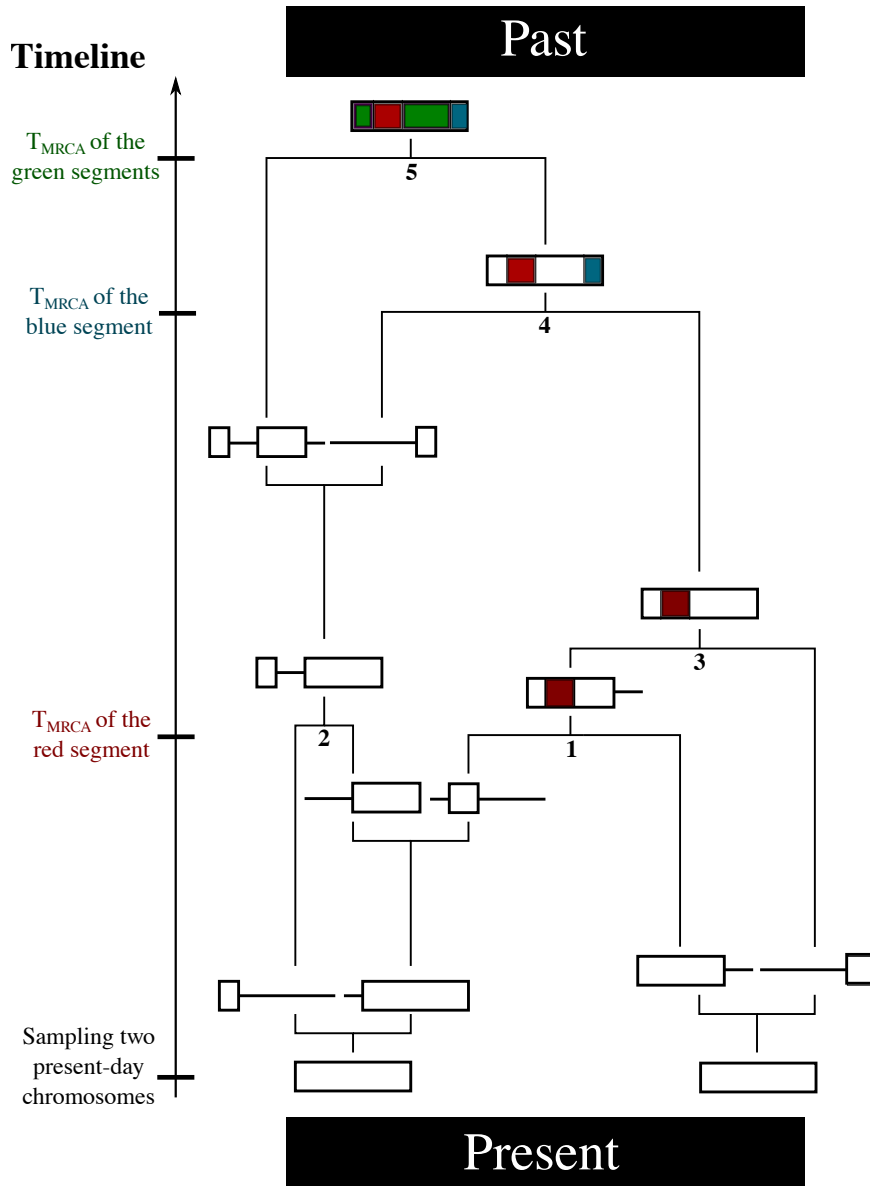 Past
Timeline
TMRCA of the
green segments
5
TMRCA of the
blue segment
4
3
TMRCA of the
red segment
2
1
Sampling two
present-day
chromosomes
Present